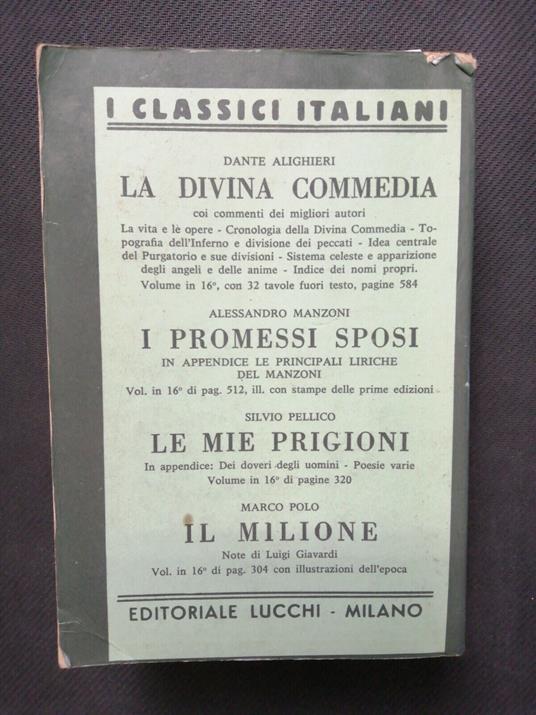 I CLASSICI ITALIANI
DANTE ALIGHIERI
LA DIVINA COMMEDIA
coi commenti dei migliori autori
La vita e lè opere - Cronologia della Divina Commedia - To-
pografia dell'Inferno e divisione dei peccati - Idea centrale
del Purgatorio e sue divisioni - Sistema celeste e apparizione
degli angeli e delle anime - Indice dei nomi propri.
Volume in 16°, con 32 tavole fuori testo, pagine 584
ALESSANDRO MANZONI
I PROMESSI SPOSI
IN APPENDICE LE PRINCIPALI LIRICHE
DEL MANZONI
Vol. in 16° di pag. 512, ill. con stampe delle prime edizioni
SILVIO PELLICO
LE MIE PRIGIONI
In appendice: Dei doveri degli uomini - Poesie varie
Volume in 16° di pagine 320
MARCO POLO
IL M1LIONE
Note di Luigi Giavardi
Vol. in 16° di pag. 304 con illustrazioni dell'epoca
EDITORIALE LUCCHI - MILANO